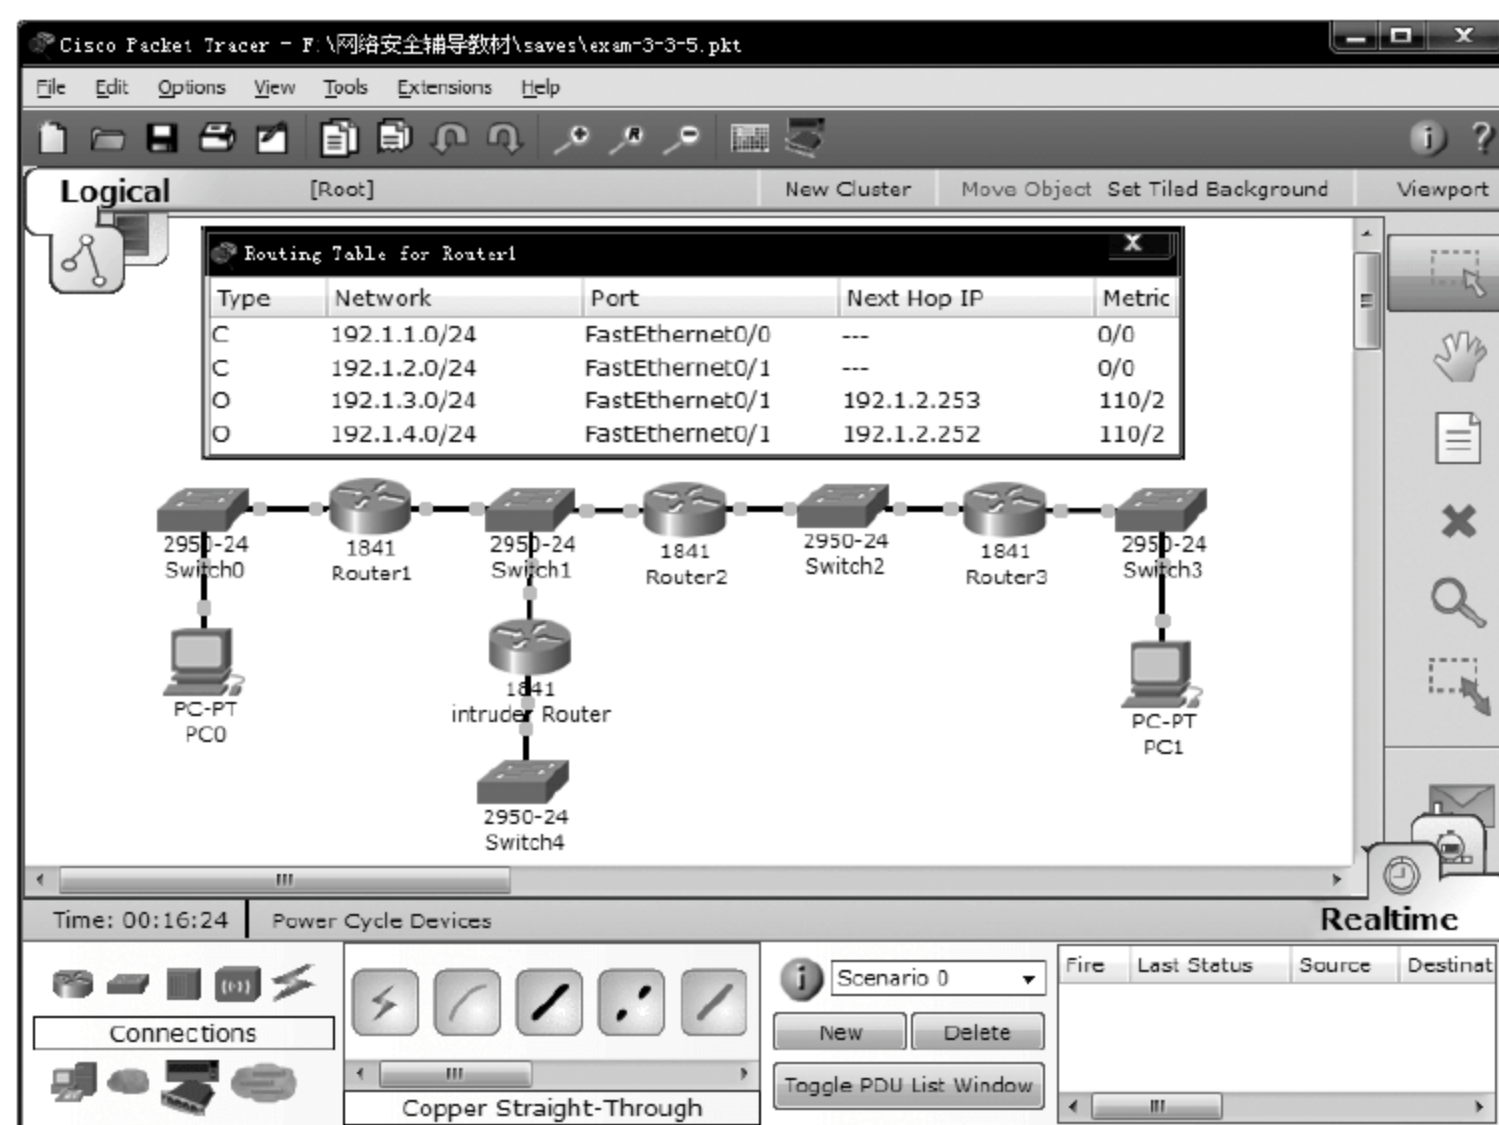 Cisco Packet Tracer - F:\网络安全辅导教材\saves\exam-3-3-5.pkt
File Edit Options View Tools Extensions Help
Logical [Root] New Cluster Move Object Set Tiled Background Viewport
Routing Table for Router1
Type Network Port Next Hop IP Metric
C 192.1.1.0/24 FastEthernet0/0 --- 0/0
C 192.1.2.0/24 FastEthernet0/1 --- 0/0
O 192.1.3.0/24 FastEthernet0/1 192.1.2.253 110/2
O 192.1.4.0/24 FastEthernet0/1 192.1.2.252 110/2
2950-24
Switch0
1841
Router1
2950-24
Switch1
1841
Router2
2950-24
Switch2
1841
Router3
2950-24
Switch3
PC-PT
PC0
1841
intruder Router
PC-PT
PC1
2950-24
Switch4
Time: 00:16:24 Power Cycle Devices Realtime
Connections
Copper Straight-Through
Scenario 0
New Delete
Toggle PDU List Window
Fire Last Status Source Destinat